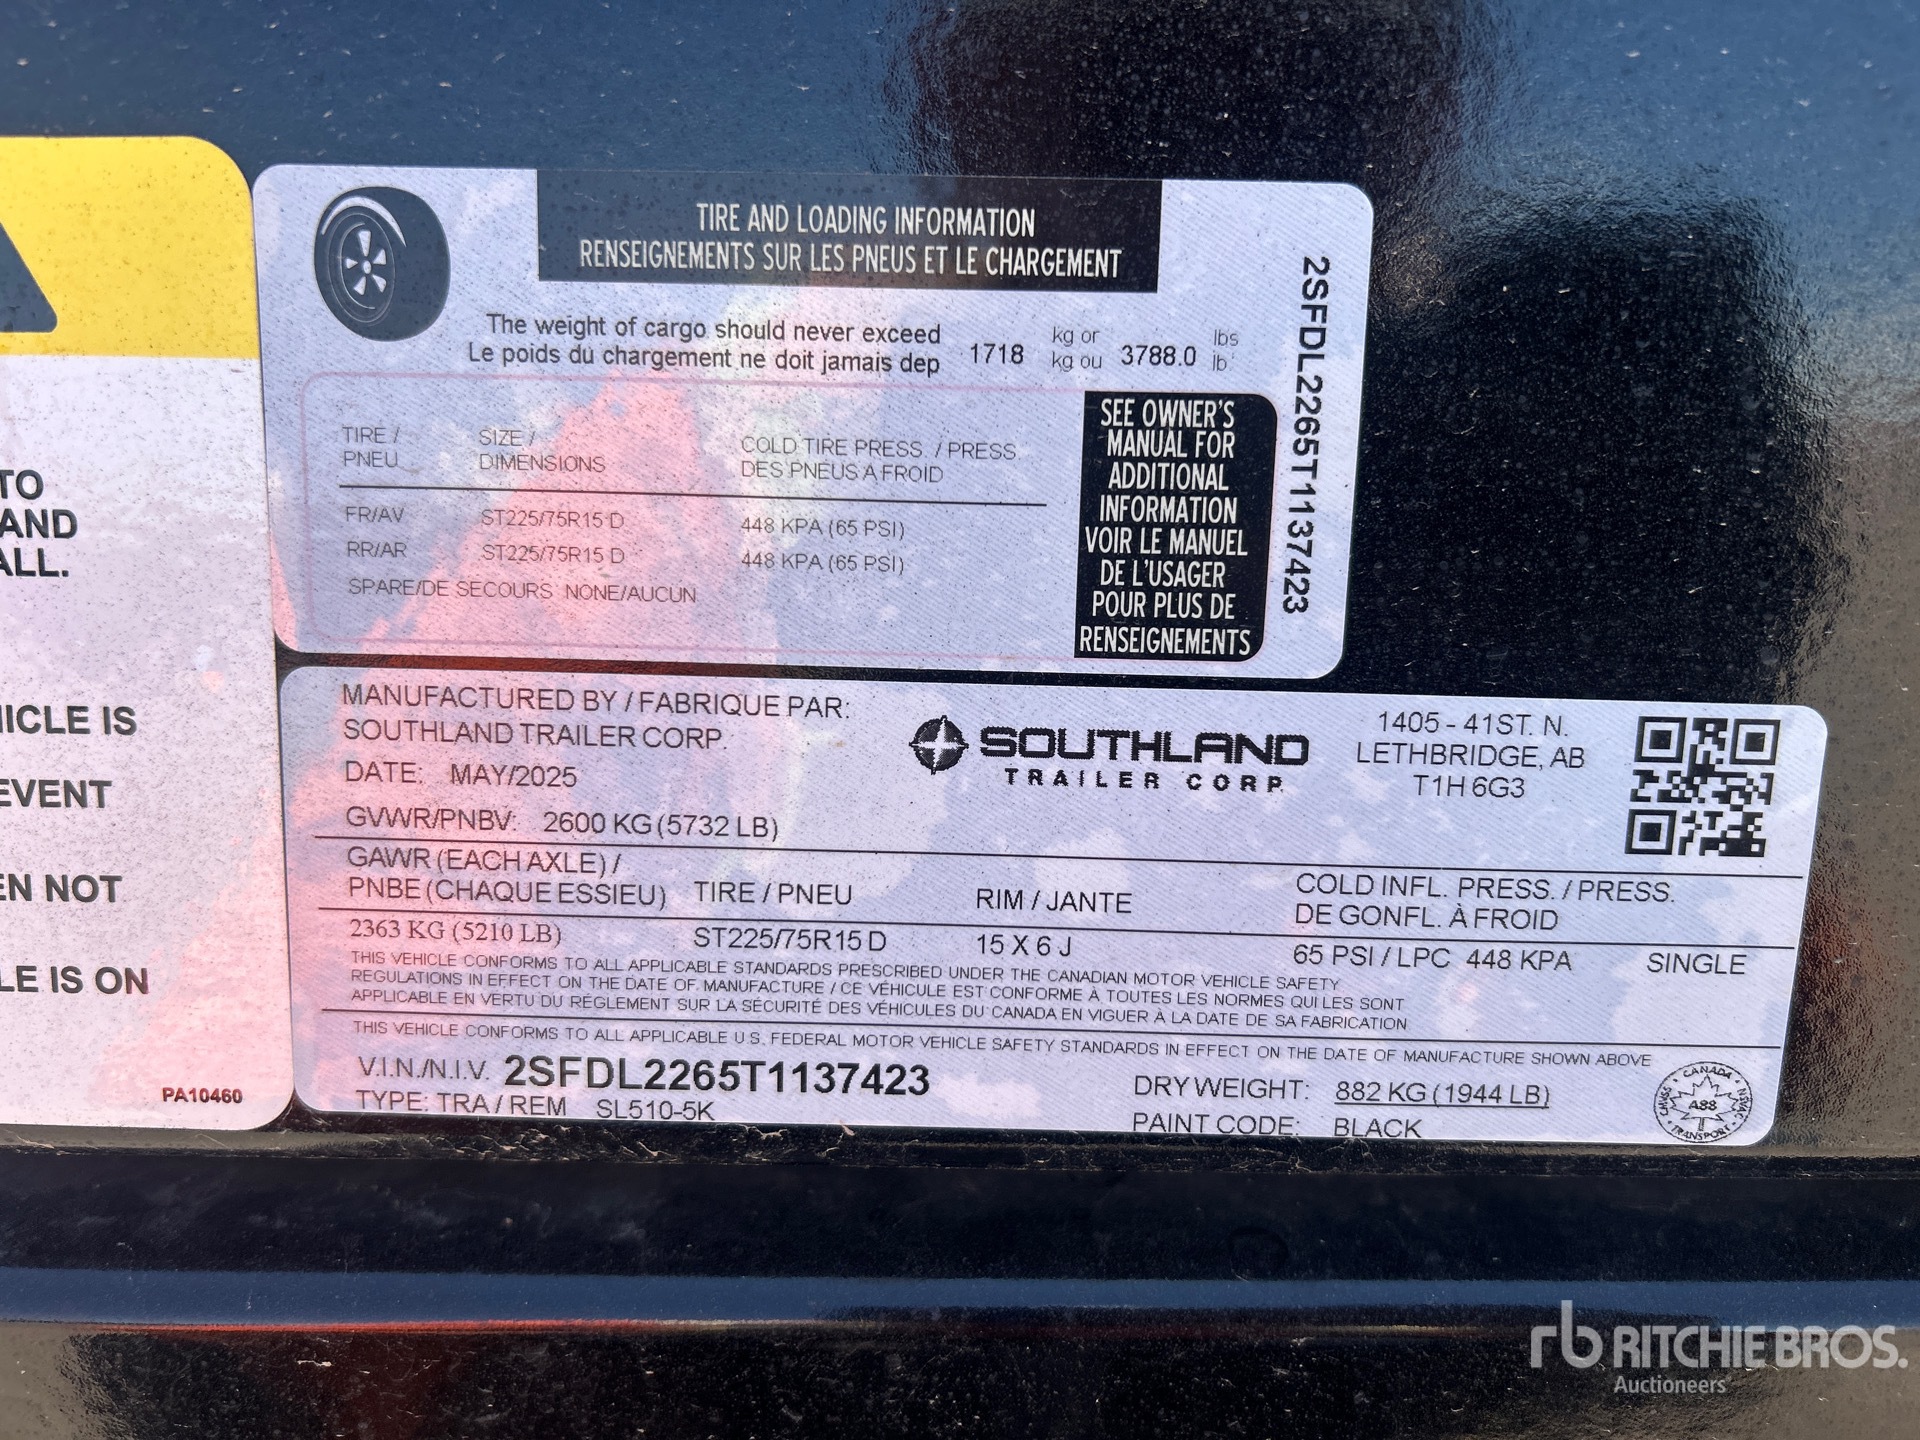 TO
AND
ALL.
HICLE IS
EVENT
EN NOT
LE IS ON
PA10460
TIRE AND LOADING INFORMATION
RENSEIGNEMENTS SUR LES PNEUS ET LE CHARGEMENT
The weight of cargo should never exceed
Le poids du chargement ne doit jamais dep
1718 kg or kg ou 3788.0 lbs lb.
TIRE / PNEU SIZE / DIMENSIONS COLD TIRE PRESS. / PRESS. DES PNEUS A FROID
FR/AV ST225/75R15 D 448 KPA (65 PSI)
RR/AR ST225/75R15 D 448 KPA (65 PSI)
SPARE/DE SECOURS NONE/AUCUN
SEE OWNER'S
MANUAL FOR
ADDITIONAL
INFORMATION
VOIR LE MANUEL
DE L'USAGER
POUR PLUS DE
RENSEIGNEMENTS
2SFDL2265T1137423
MANUFACTURED BY / FABRIQUE PAR:
SOUTHLAND TRAILER CORP.
DATE: MAY/2025
GVWR/PNBV: 2600 KG (5732 LB)
SOUTHLAND
TRAILER CORP.
1405 - 41ST. N.
LETHBRIDGE, AB
T1H 6G3
GAWR (EACH AXLE) /
PNBE (CHAQUE ESSIEU) TIRE / PNEU RIM / JANTE
COLD INFL. PRESS. / PRESS.
DE GONFL. À FROID
2363 KG (5210 LB) ST225/75R15 D 15 X 6 J 65 PSI / LPC 448 KPA SINGLE
THIS VEHICLE CONFORMS TO ALL APPLICABLE STANDARDS PRESCRIBED UNDER THE CANADIAN MOTOR VEHICLE SAFETY
REGULATIONS IN EFFECT ON THE DATE OF MANUFACTURE / CE VÉHICULE EST CONFORME À TOUTES LES NORMES QUI LES SONT
APPLICABLE EN VERTU DU RÉGLEMENT SUR LA SÉCURITÉ DES VÉHICULES DU CANADA EN VIGUER À LA DATE DE SA FABRICATION
THIS VEHICLE CONFORMS TO ALL APPLICABLE U.S. FEDERAL MOTOR VEHICLE SAFETY STANDARDS IN EFFECT ON THE DATE OF MANUFACTURE SHOWN ABOVE
V.I.N./N.I.V. 2SFDL2265T1137423
TYPE: TRA / REM SL510-5K
DRY WEIGHT: 882 KG (1944 LB)
PAINT CODE: BLACK
CANADA
A88
T
TRANSPORT
rb RITCHIE BROS.
Auctioneers